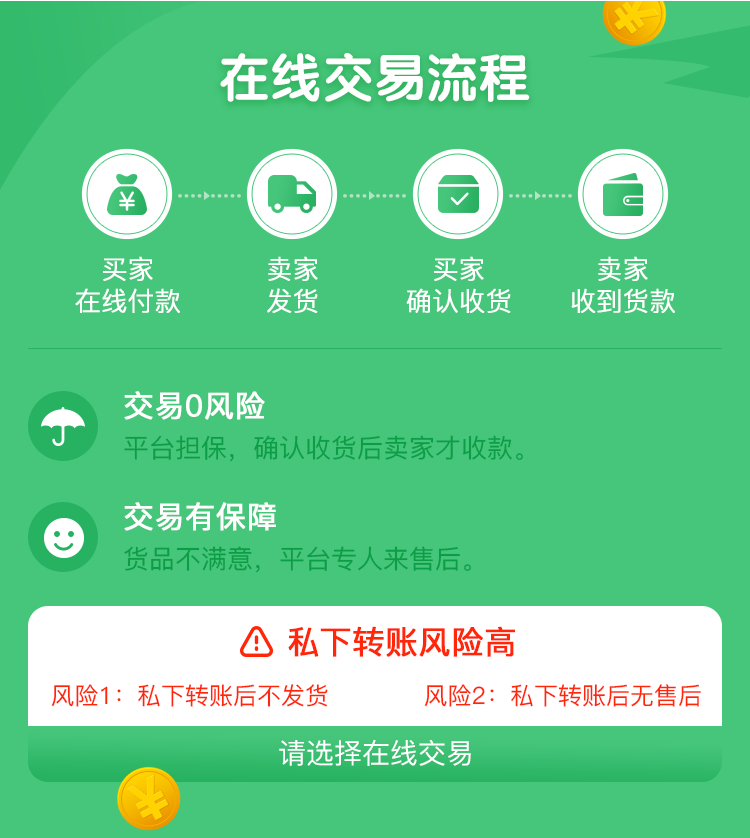 在线交易流程
¥
买家 卖家 买家 卖家
在线付款 发货 确认收货 收到货款
交易0风险
平台担保，确认收货后卖家才收款。
交易有保障
货品不满意，平台专人来售后。
私下转账风险高
风险1：私下转账后不发货 风险2：私下转账后无售后
请选择在线交易
¥